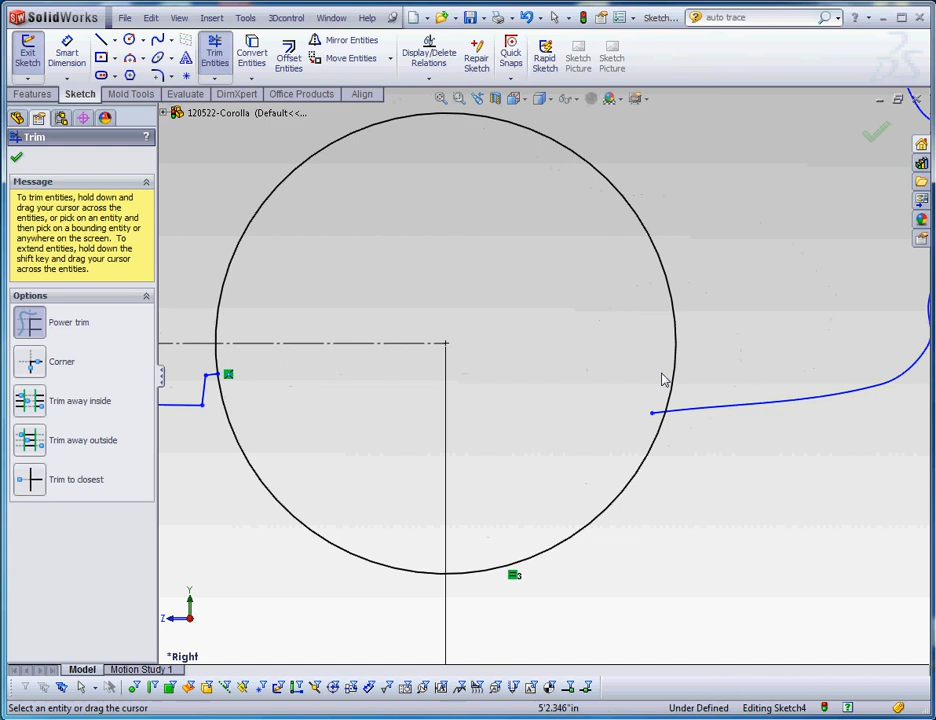 SolidWorks File Edit View Insert Tools 3Dcontrol Window Help Sketch... auto trace
Exit Sketch
Smart Dimension
Trim Entities
Convert Entities
Offset Entities
Mirror Entities
Move Entities
Display/Delete Relations
Repair Sketch
Quick Snaps
Rapid Sketch
Sketch Picture
Sketch Picture
Features Sketch Mold Tools Evaluate DimXpert Office Products Align
120522-Corolla (Default<<...
Trim ?
Message
To trim entities, hold down and
drag your cursor across the
entities, or pick on an entity and
then pick on a bounding entity or
anywhere on the screen. To
extend entities, hold down the
shift key and drag your cursor
across the entities.
Options
Power trim
Corner
Trim away inside
Trim away outside
Trim to closest
3
Y
Z
*Right
Model Motion Study 1
Select an entity or drag the cursor 5'2.346"in Under Defined Editing Sketch4